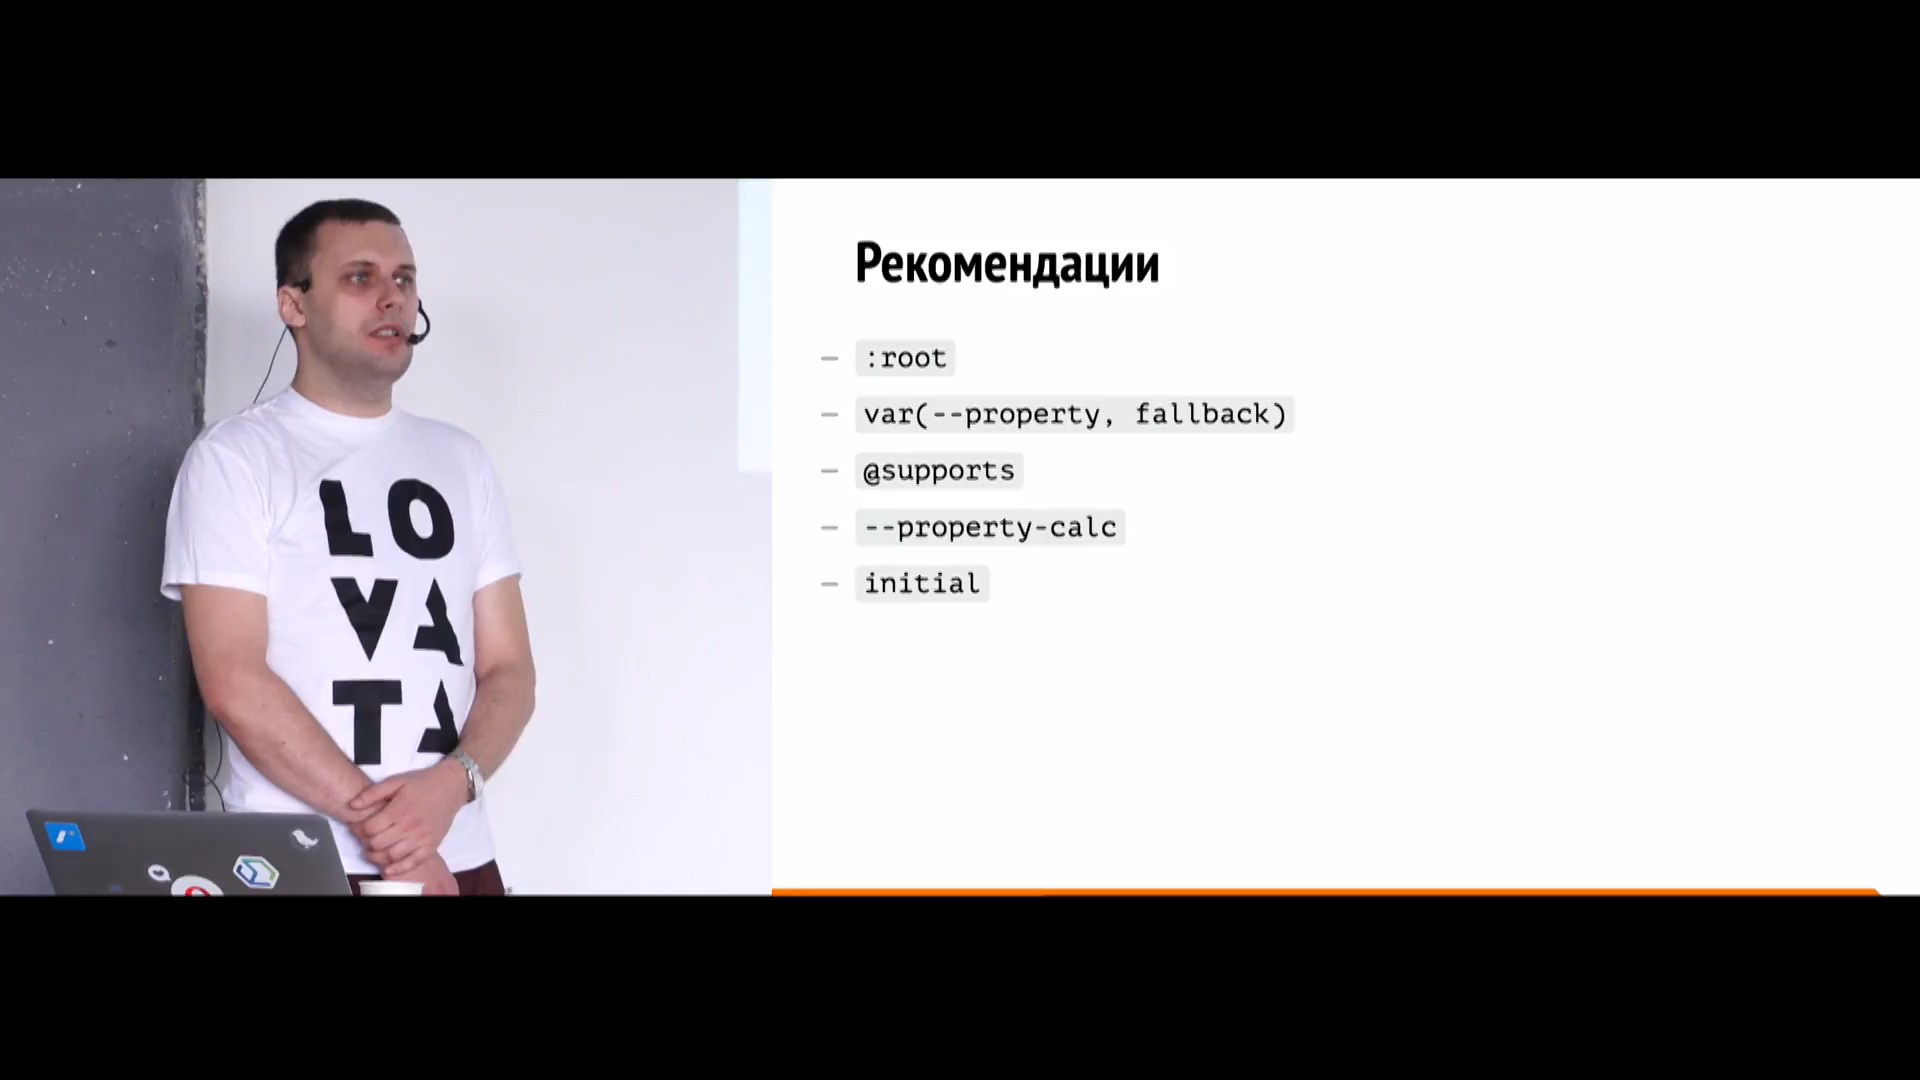 LO
VA
TA
Рекомендации
– :root
– var(--property, fallback)
– @supports
– --property-calc
– initial